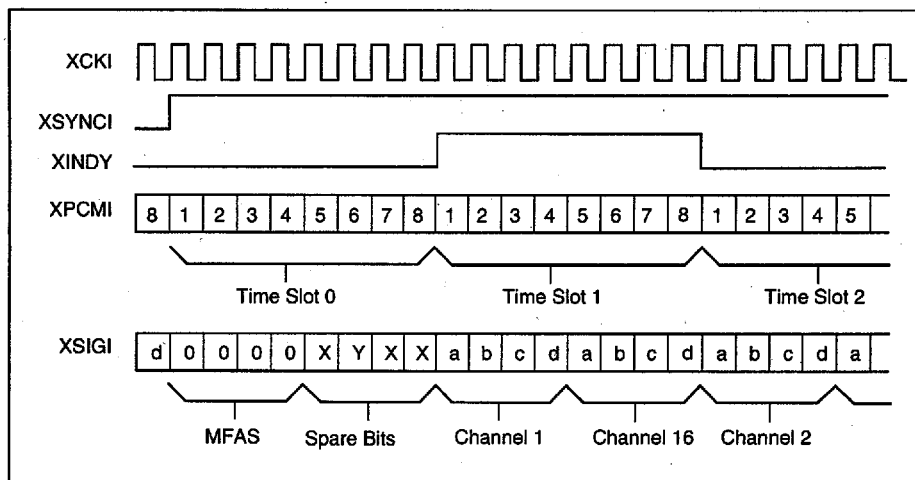 XCKI
XSYNCI
XINDY
XPCMI 8 1 2 3 4 5 6 7 8 1 2 3 4 5 6 7 8 1 2 3 4 5
Time Slot 0 Time Slot 1 Time Slot 2
XSIGI d 0 0 0 0 X Y X X a b c d a b c d a b c d a
MFAS Spare Bits Channel 1 Channel 16 Channel 2